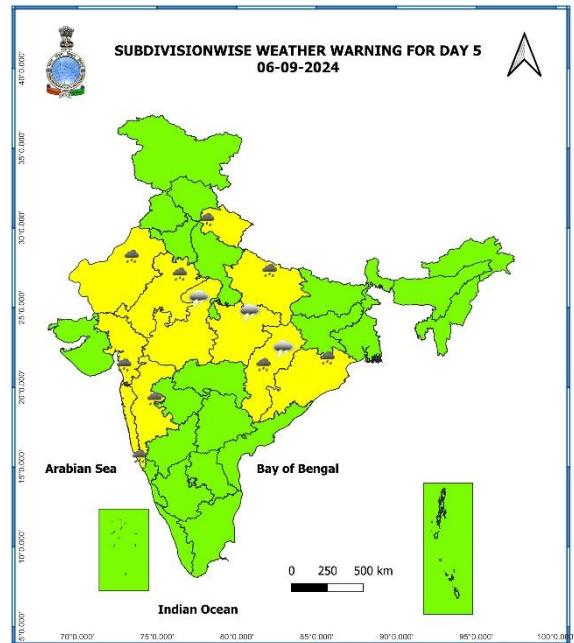 SUBDIVISIONWISE WEATHER WARNING FOR DAY 5
06-09-2024
40°0.000'
35°0.000'
30°0.000'
25°0.000'
20°0.000'
15°0.000'
10°0.000'
5°0.000'
Arabian Sea
Bay of Bengal
0 250 500 km
Indian Ocean
70°0.000' 75°0.000' 80°0.000' 85°0.000' 90°0.000' 95°0.000' 100°0.000'